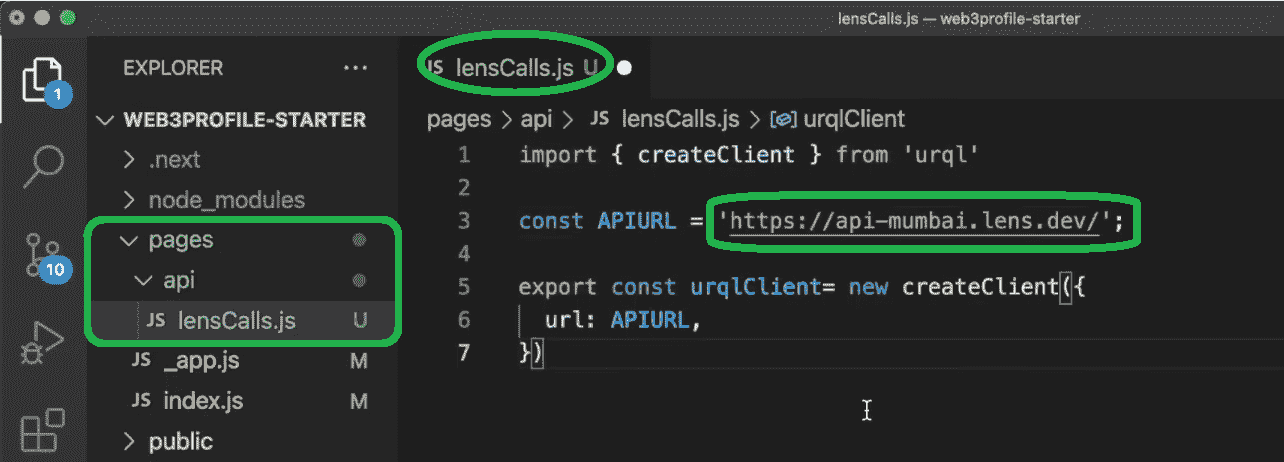 lensCalls.js — web3profile-starter
EXPLORER ...
1
WEB3PROFILE-STARTER
.next
node_modules
10
pages
api
JS lensCalls.js U
JS _app.js M
JS index.js M
public
JS lensCalls.js U
pages > api > JS lensCalls.js > urqlClient
1 import { createClient } from 'urql'
2
3 const APIURL = 'https://api-mumbai.lens.dev/';
4
5 export const urqlClient= new createClient({
6 url: APIURL,
7 })